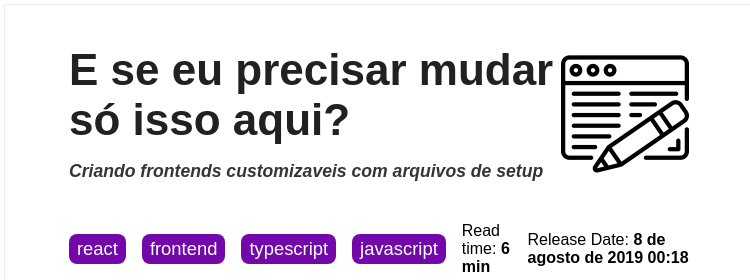 E se eu precisar mudar
só isso aqui?
Criando frontends customizaveis com arquivos de setup
react frontend typescript javascript
Read
time: 6
min
Release Date: 8 de
agosto de 2019 00:18